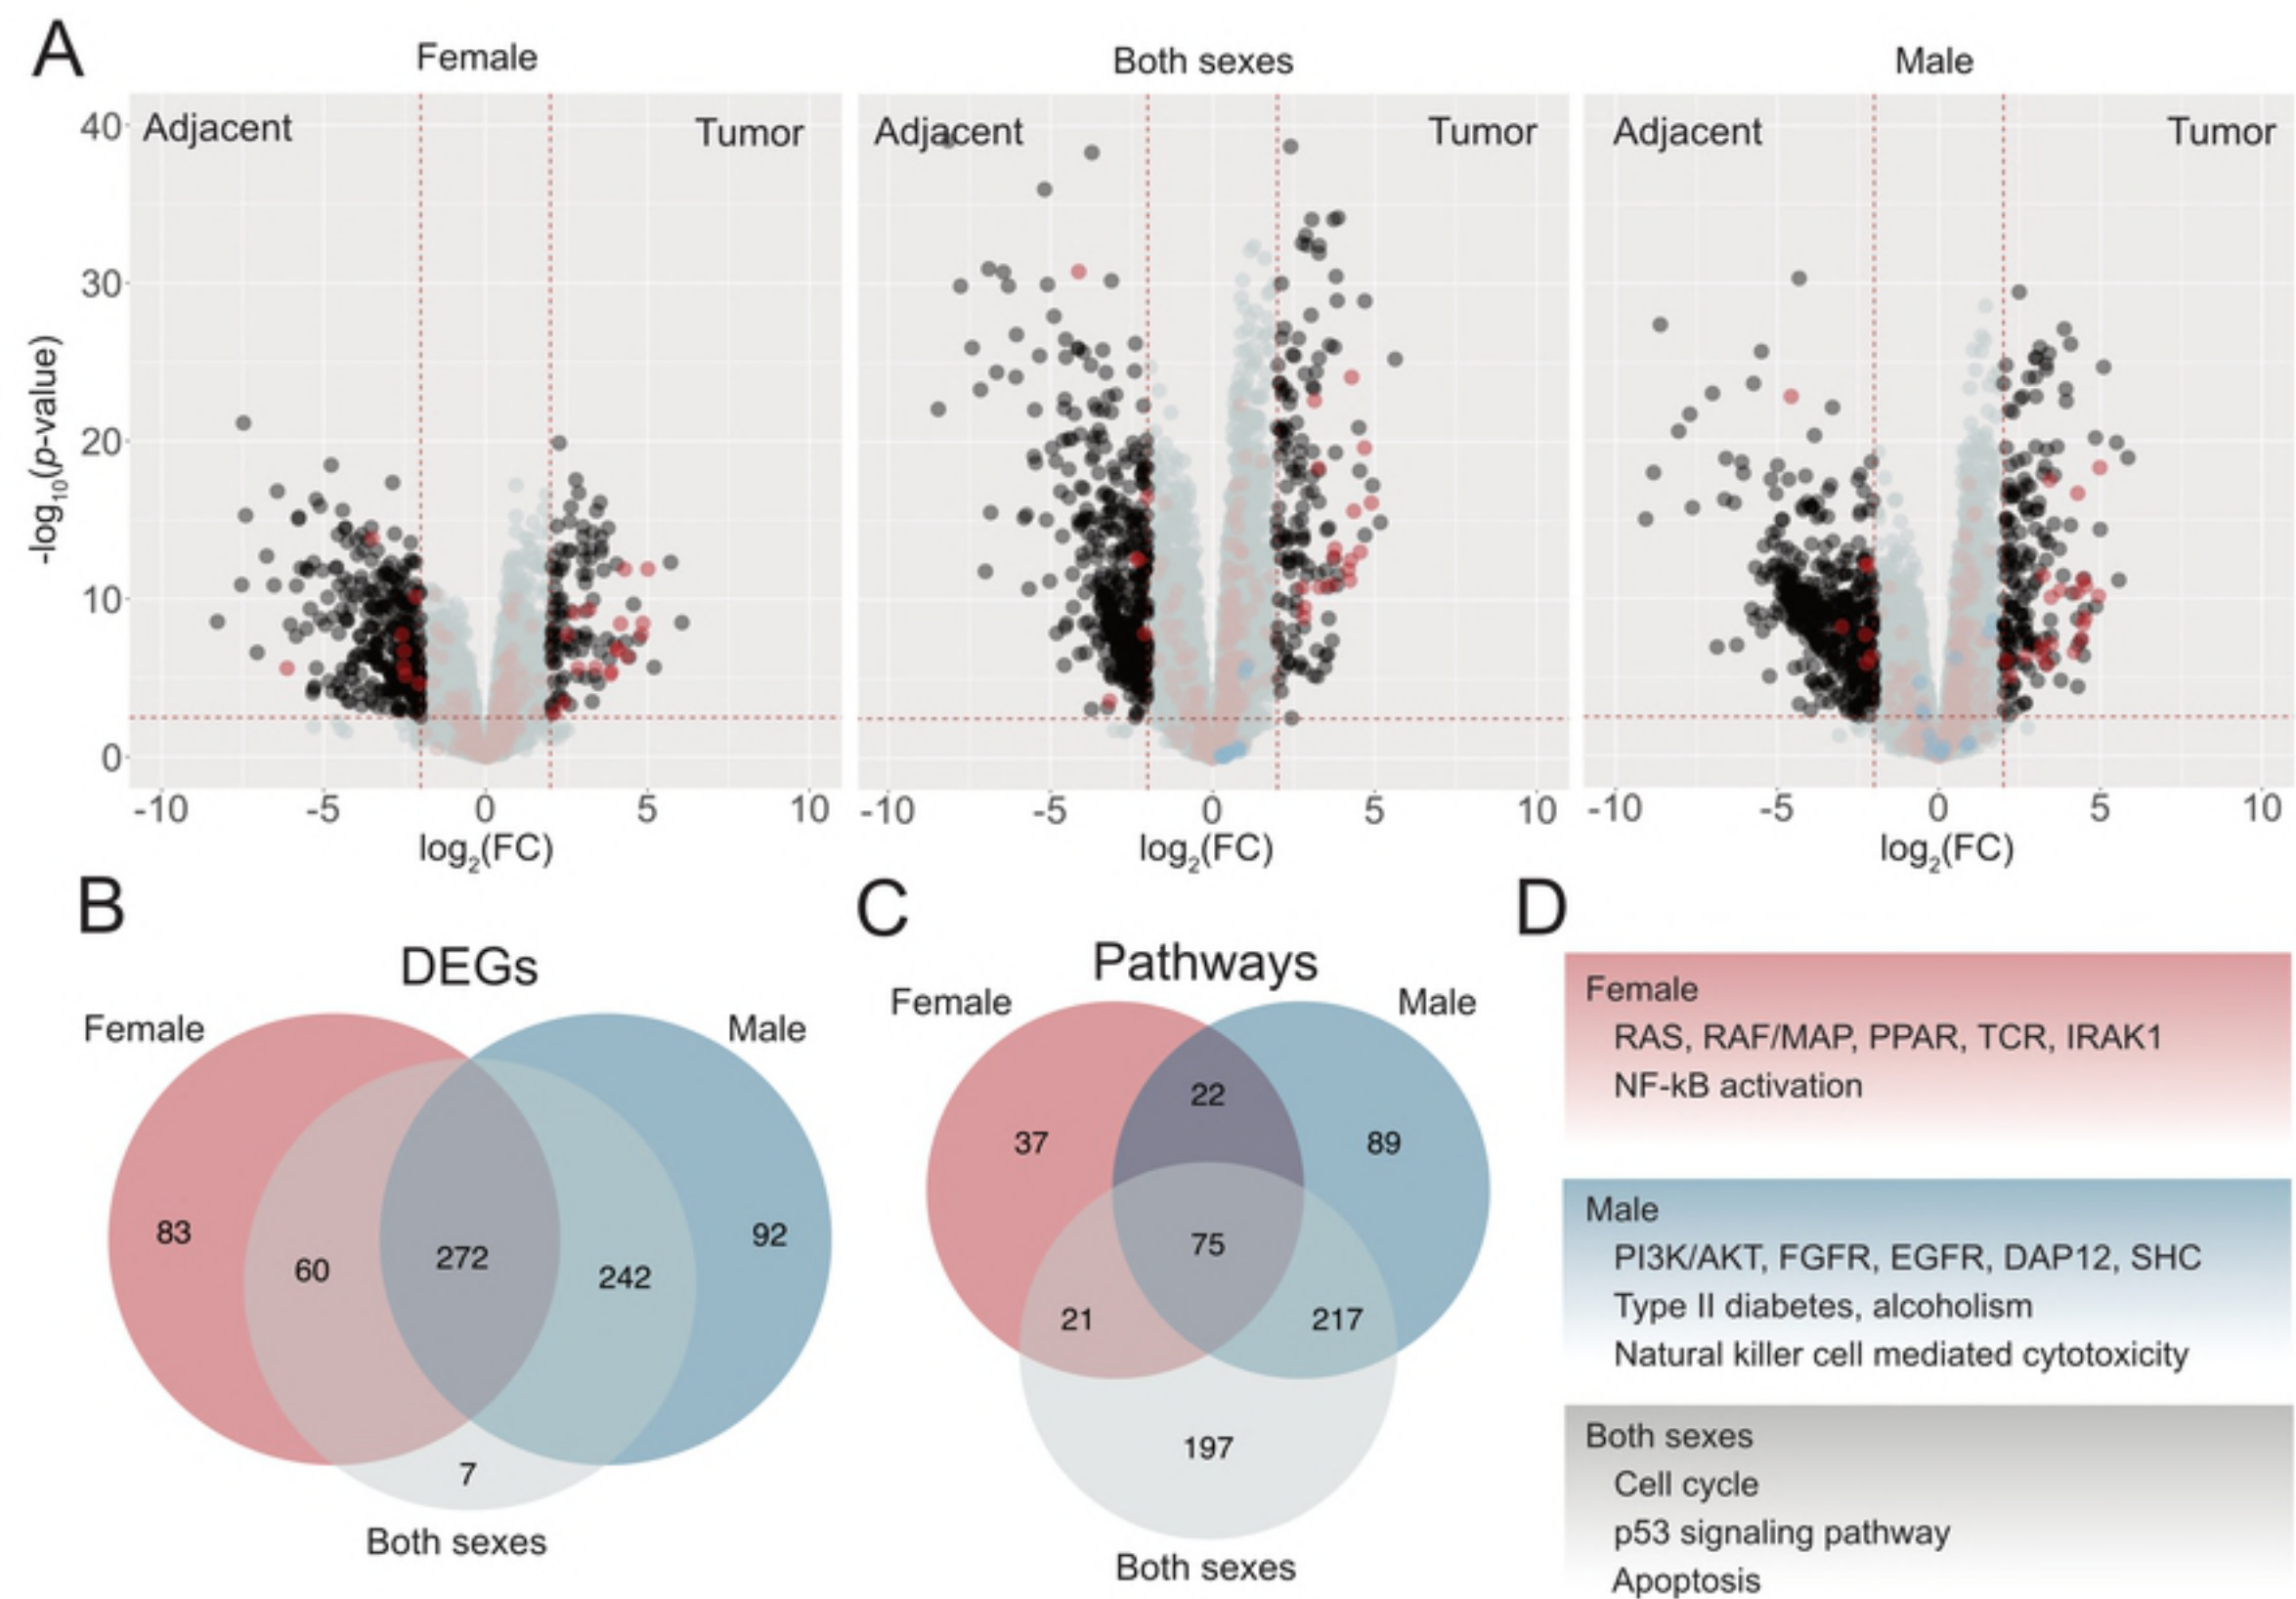 A
Female
Both sexes
Male
Adjacent
Tumor
Adjacent
Tumor
Adjacent
Tumor
40
30
20
10
0
-log10(p-value)
-10 -5 0 5 10
-10 -5 0 5 10
-10 -5 0 5 10
log2(FC)
log2(FC)
log2(FC)
B
DEGs
Female
Male
83
60
272
242
92
7
Both sexes
C
Pathways
Female
Male
22
37
89
75
21
217
197
Both sexes
D
Female
RAS, RAF/MAP, PPAR, TCR, IRAK1
NF-kB activation
Male
PI3K/AKT, FGFR, EGFR, DAP12, SHC
Type II diabetes, alcoholism
Natural killer cell mediated cytotoxicity
Both sexes
Cell cycle
p53 signaling pathway
Apoptosis